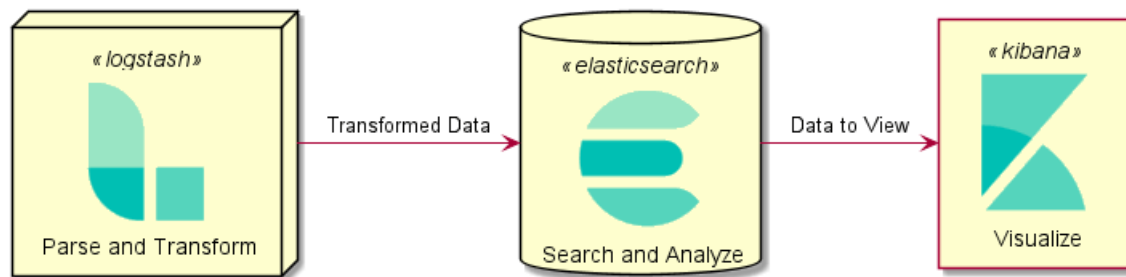 «logstash»
Parse and Transform
Transformed Data
«elasticsearch»
Search and Analyze
Data to View
«kibana»
Visualize